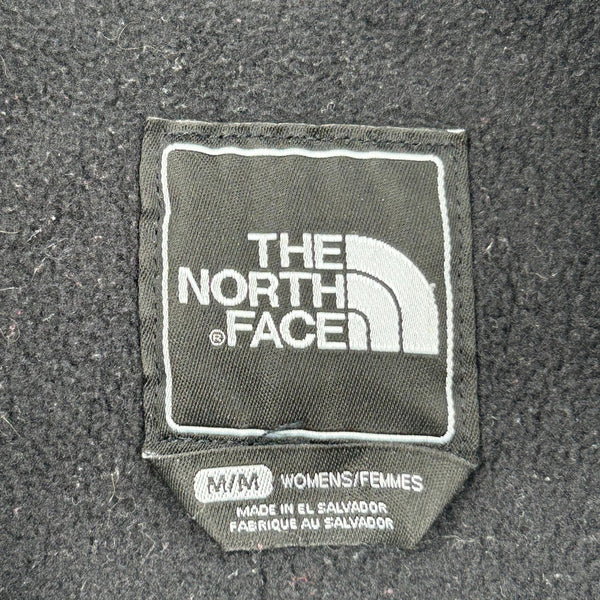 THE
NORTH
® FACE
M/M WOMENS/FEMMES
MADE IN EL SALVADOR
FABRIQUE AU SALVADOR